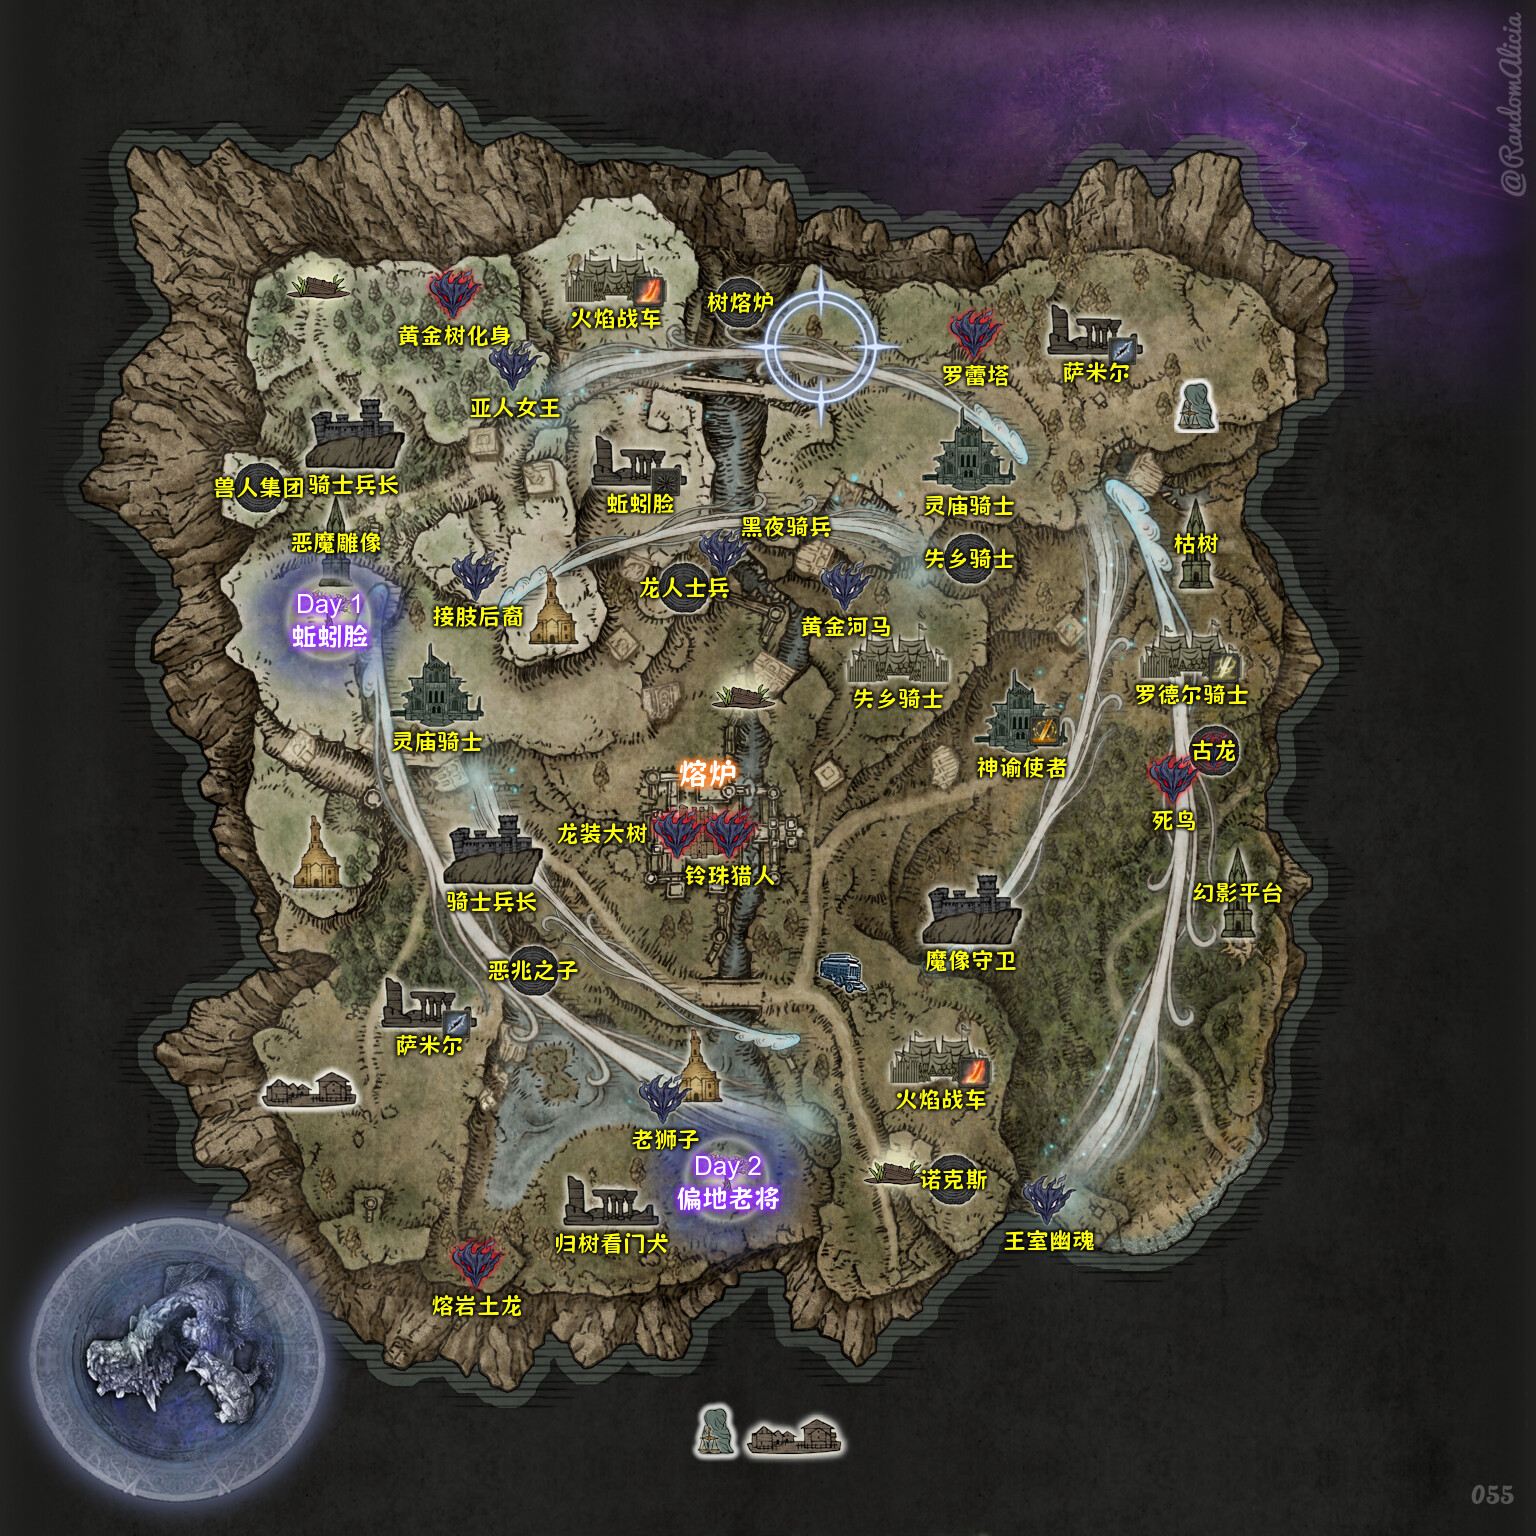 @RandomAlicia
树熔炉
火焰战车
黄金树化身
罗蕾塔
萨米尔
亚人女王
兽人集团
骑士兵长
蚯蚓脸
灵庙骑士
黑夜骑兵
恶魔雕像
枯树
失乡骑士
龙人士兵
Day 1
蚯蚓脸
接肢后裔
黄金河马
失乡骑士
罗德尔骑士
灵庙骑士
古龙
神谕使者
熔炉
死鸟
龙装大树
铃珠猎人
幻影平台
骑士兵长
魔像守卫
恶兆之子
萨米尔
火焰战车
老狮子
Day 2
偏地老将
诺克斯
归树看门犬
王室幽魂
熔岩土龙
055